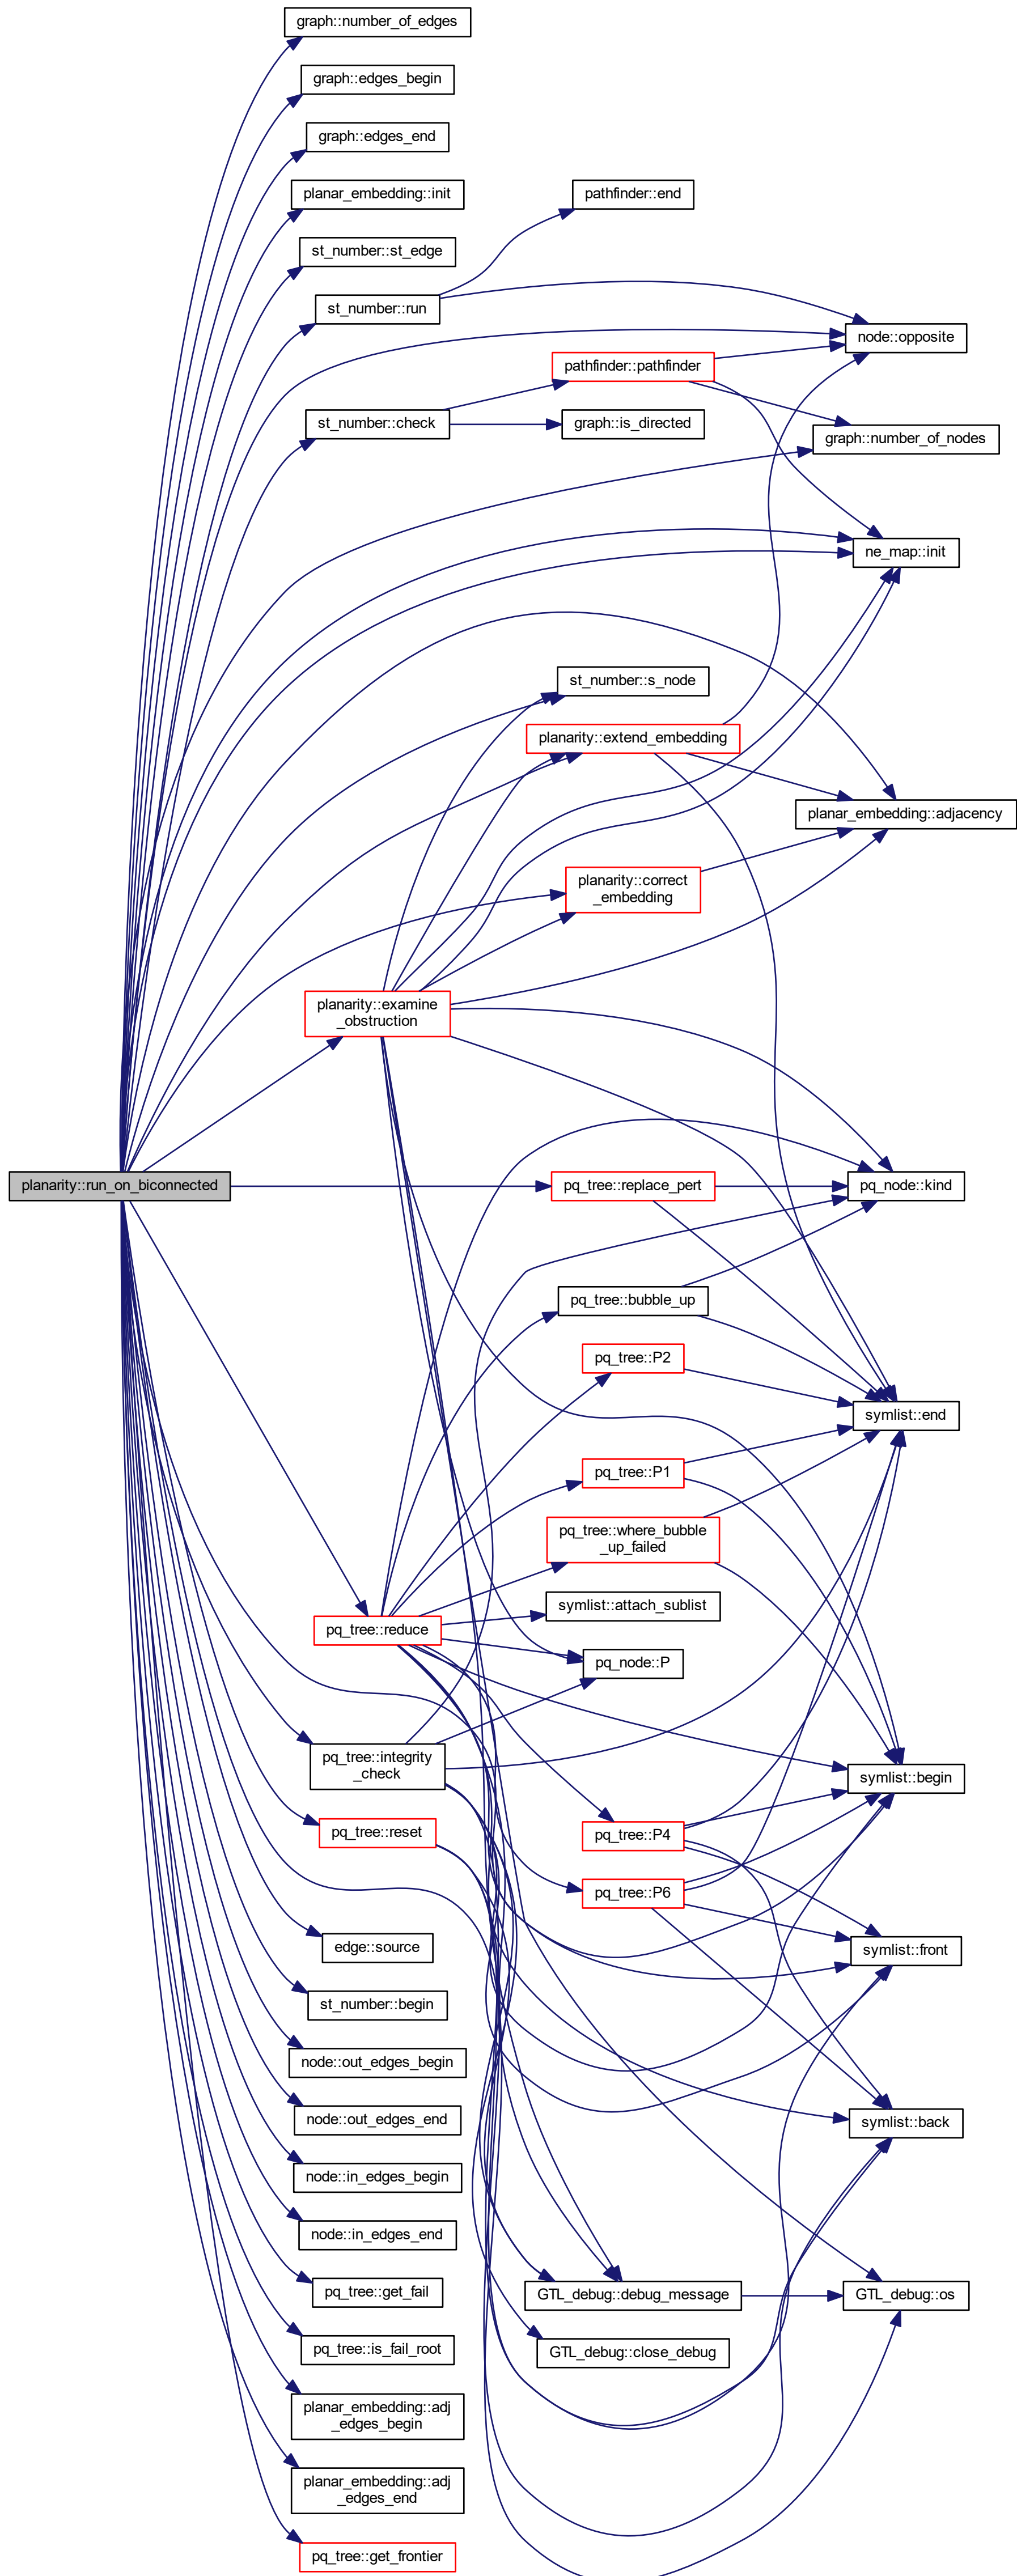 graph::number_of_edges
graph::edges_begin
graph::edges_end
planar_embedding::init
pathfinder::end
st_number::st_edge
st_number::run
node::opposite
pathfinder::pathfinder
st_number::check
graph::is_directed
graph::number_of_nodes
ne_map::init
st_number::s_node
planarity::extend_embedding
planar_embedding::adjacency
planarity::correct
_embedding
planarity::examine
_obstruction
planarity::run_on_biconnected
pq_tree::replace_pert
pq_node::kind
pq_tree::bubble_up
pq_tree::P2
symlist::end
pq_tree::P1
pq_tree::where_bubble
_up_failed
symlist::attach_sublist
pq_tree::reduce
pq_node::P
pq_tree::integrity
_check
symlist::begin
pq_tree::reset
pq_tree::P4
pq_tree::P6
edge::source
symlist::front
st_number::begin
node::out_edges_begin
node::out_edges_end
symlist::back
node::in_edges_begin
node::in_edges_end
pq_tree::get_fail
GTL_debug::debug_message
GTL_debug::os
pq_tree::is_fail_root
GTL_debug::close_debug
planar_embedding::adj
_edges_begin
planar_embedding::adj
_edges_end
pq_tree::get_frontier